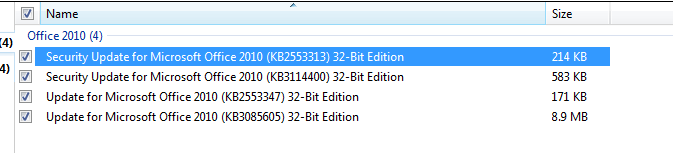 Name Size
Office 2010 (4)
(4)
Security Update for Microsoft Office 2010 (KB2553313) 32-Bit Edition 214 KB
4)
Security Update for Microsoft Office 2010 (KB3114400) 32-Bit Edition 583 KB
Update for Microsoft Office 2010 (KB2553347) 32-Bit Edition 171 KB
Update for Microsoft Office 2010 (KB3085605) 32-Bit Edition 8.9 MB